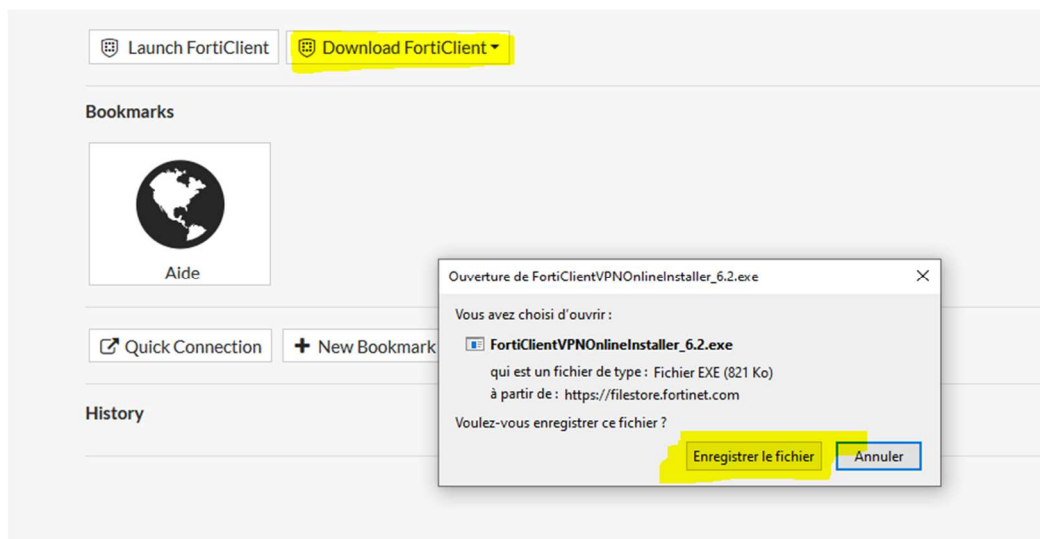 Launch FortiClient
Download FortiClient
Bookmarks
Aide
Quick Connection
New Bookmark
History
Ouverture de FortiClientVPNOnlineInstaller_6.2.exe
Vous avez choisi d'ouvrir :
FortiClientVPNOnlineInstaller_6.2.exe
qui est un fichier de type : Fichier EXE (821 Ko)
à partir de : https://filestore.fortinet.com
Voulez-vous enregistrer ce fichier ?
Enregistrer le fichier
Annuler